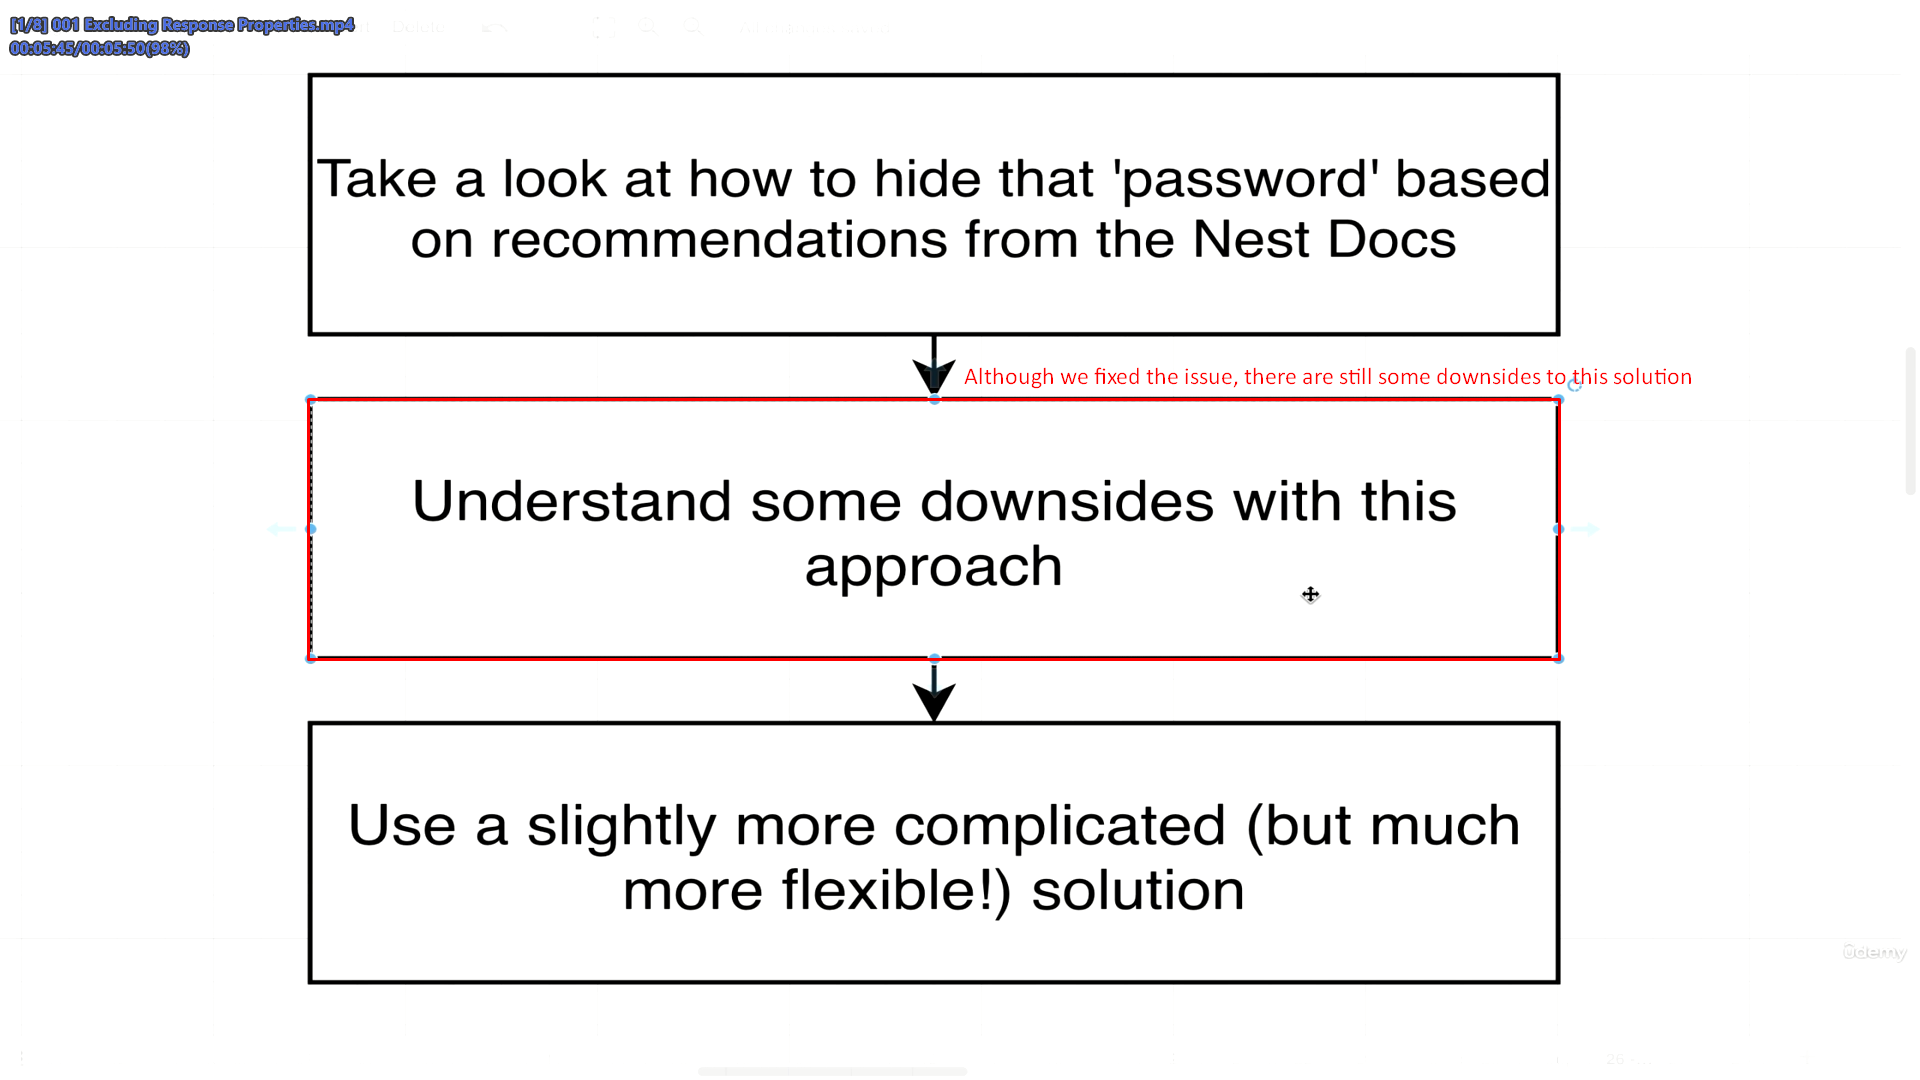 [1/8] 001 Excluding Response Properties.mp4
00:05:45/00:05:50(98%)
Take a look at how to hide that 'password' based
on recommendations from the Nest Docs
Although we fixed the issue, there are still some downsides to this solution
Understand some downsides with this
approach
Use a slightly more complicated (but much
more flexible!) solution
ûdemy